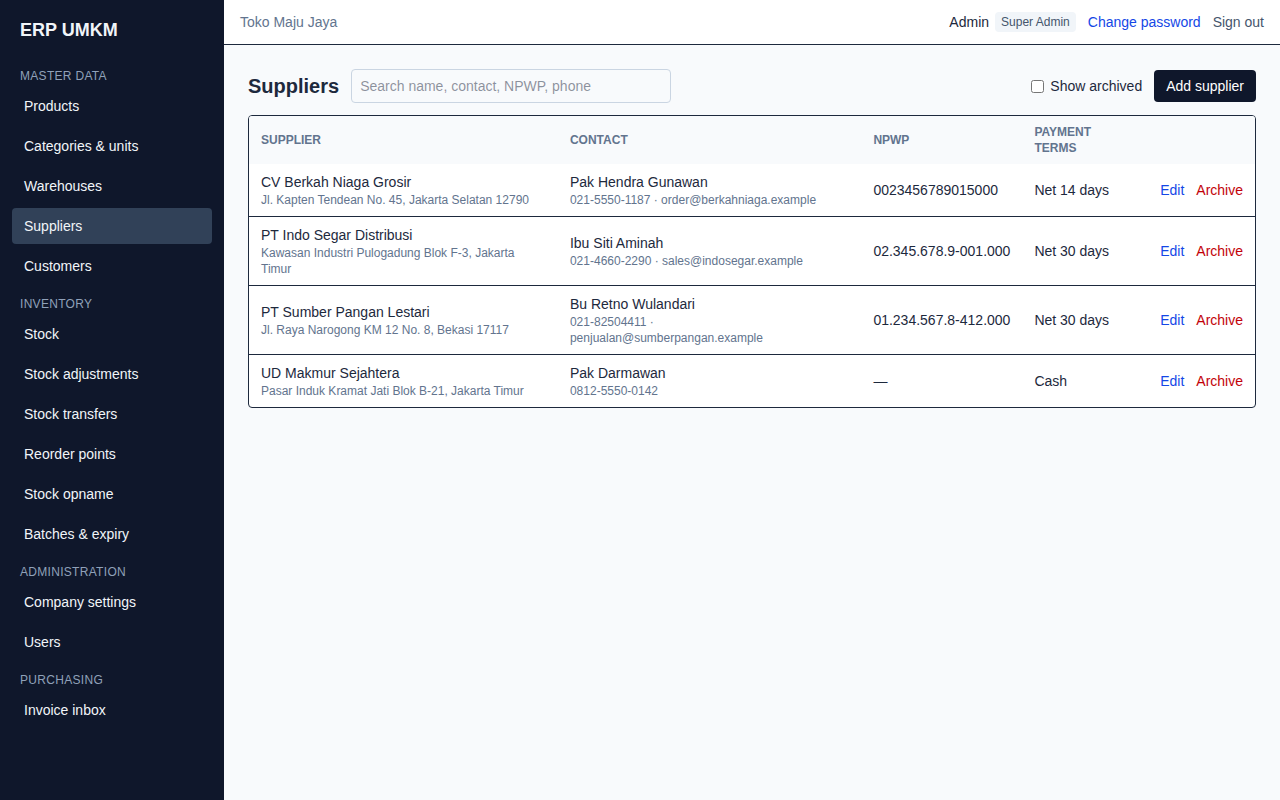 ERP UMKM
MASTER DATA
Products
Categories & units
Warehouses
Suppliers
Customers
INVENTORY
Stock
Stock adjustments
Stock transfers
Reorder points
Stock opname
Batches & expiry
ADMINISTRATION
Company settings
Users
PURCHASING
Invoice inbox
Toko Maju Jaya
Admin Super Admin Change password Sign out
Suppliers
Search name, contact, NPWP, phone
Show archived
Add supplier
SUPPLIER CONTACT NPWP PAYMENT
TERMS
CV Berkah Niaga Grosir
Jl. Kapten Tendean No. 45, Jakarta Selatan 12790
Pak Hendra Gunawan
021-5550-1187 · order@berkahniaga.example
0023456789015000
Net 14 days
Edit Archive
PT Indo Segar Distribusi
Kawasan Industri Pulogadung Blok F-3, Jakarta
Timur
Ibu Siti Aminah
021-4660-2290 · sales@indosegar.example
02.345.678.9-001.000
Net 30 days
Edit Archive
PT Sumber Pangan Lestari
Jl. Raya Narogong KM 12 No. 8, Bekasi 17117
Bu Retno Wulandari
021-82504411 ·
penjualan@sumberpangan.example
01.234.567.8-412.000
Net 30 days
Edit Archive
UD Makmur Sejahtera
Pasar Induk Kramat Jati Blok B-21, Jakarta Timur
Pak Darmawan
0812-5550-0142
—
Cash
Edit Archive